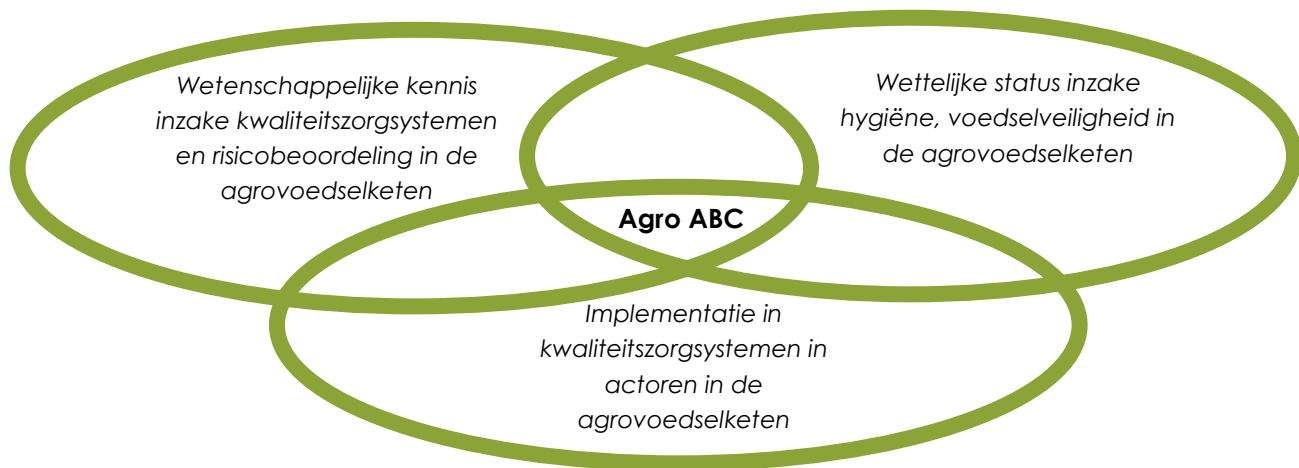 Wetenschappelijke kennis
inzake kwaliteitszorgsystemen
en risicobeoordeling in de
agrovoedselketen
Wettelijke status inzake
hygiëne, voedselveiligheid in
de agrovoedselketen
Agro ABC
Implementatie in
kwaliteitszorgsystemen in
actoren in de
agrovoedselketen